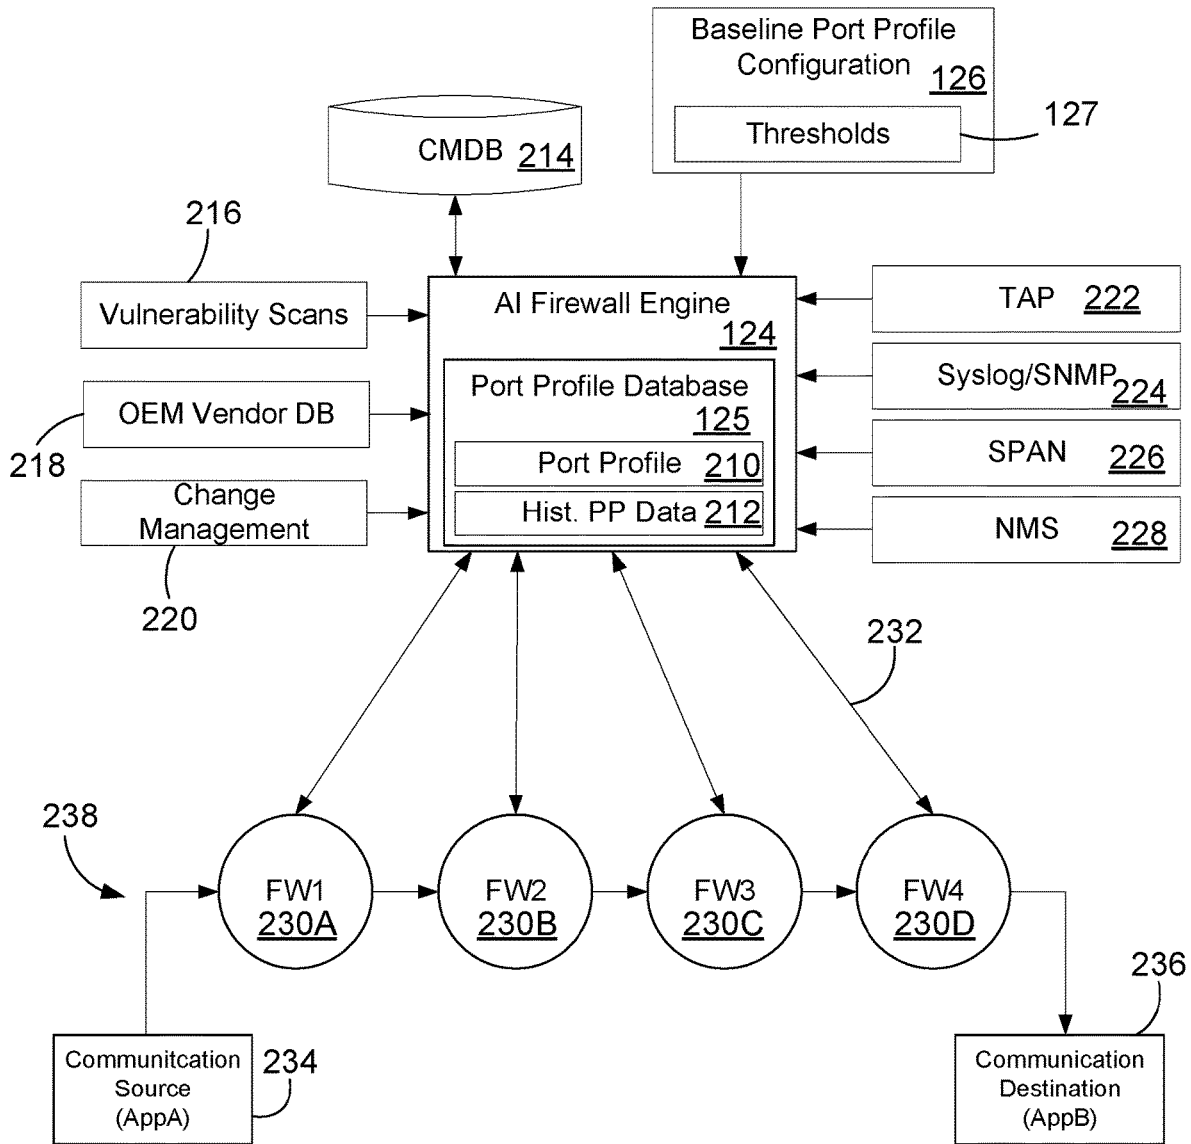 Baseline Port Profile
Configuration 126
Thresholds
127
CMDB 214
216
Vulnerability Scans
OEM Vendor DB
218
Change
Management
220
AI Firewall Engine
124
Port Profile Database
125
Port Profile 210
Hist. PP Data 212
TAP 222
Syslog/SNMP 224
SPAN 226
NMS 228
232
238
FW1
230A
FW2
230B
FW3
230C
FW4
230D
Communitcation
Source
(AppA)
234
236
Communication
Destination
(AppB)